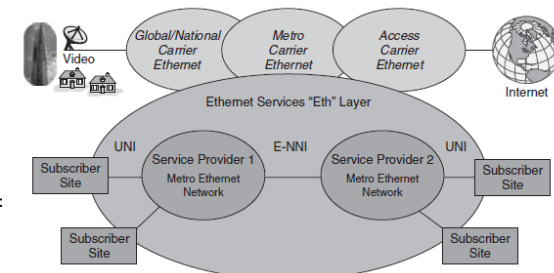 Global/National
Carrier
Ethernet
Metro
Carrier
Ethernet
Access
Carrier
Ethernet
Video
Internet
Ethernet Services "Eth" Layer
UNI
E-NNI
UNI
Service Provider 1
Metro Ethernet
Network
Service Provider 2
Metro Ethernet
Network
Subscriber
Site
Subscriber
Site
:
Subscriber
Site
Subscriber
Site